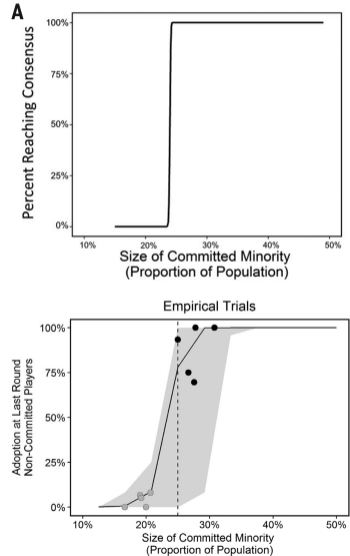 A
Percent Reaching Consensus
100%
75%
50%
25%
0%
10%
20%
30%
40%
50%
Size of Committed Minority
(Proportion of Population)
Empirical Trials
Adoption at Last Round
Non-Committed Players
100%
75%
50%
25%
0%
10%
20%
30%
40%
50%
Size of Committed Minority
(Proportion of Population)